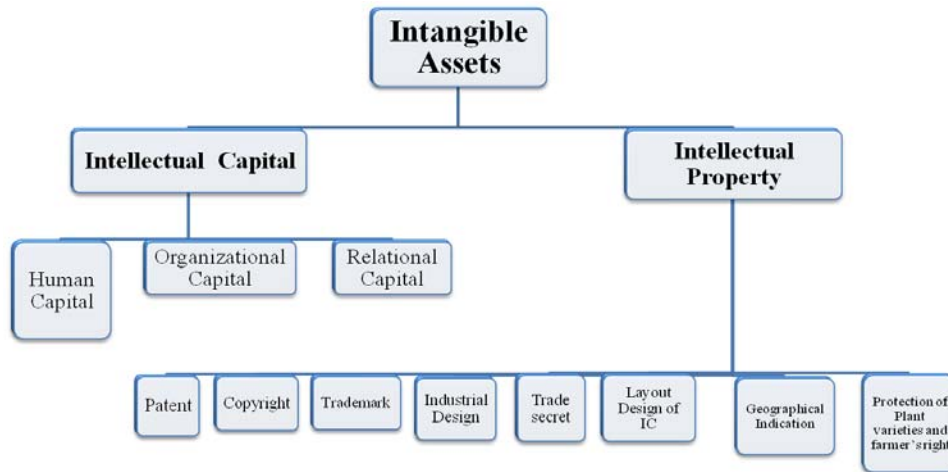 Intangible
Assets
Intellectual Capital
Intellectual
Property
Human
Capital
Organizational
Capital
Relational
Capital
Patent
Copyright
Trademark
Industrial
Design
Trade
secret
Layout
Design of
IC
Geographical
Indication
Protection of
Plant
varieties and
farmer's right